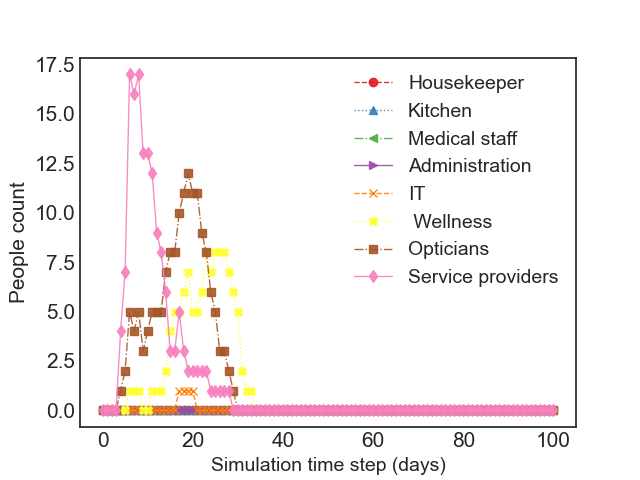 17.5
15.0
12.5
10.0
7.5
5.0
2.5
0.0
People count
Housekeeper
Kitchen
Medical staff
Administration
IT
Wellness
Opticians
Service providers
0 20 40 60 80 100
Simulation time step (days)